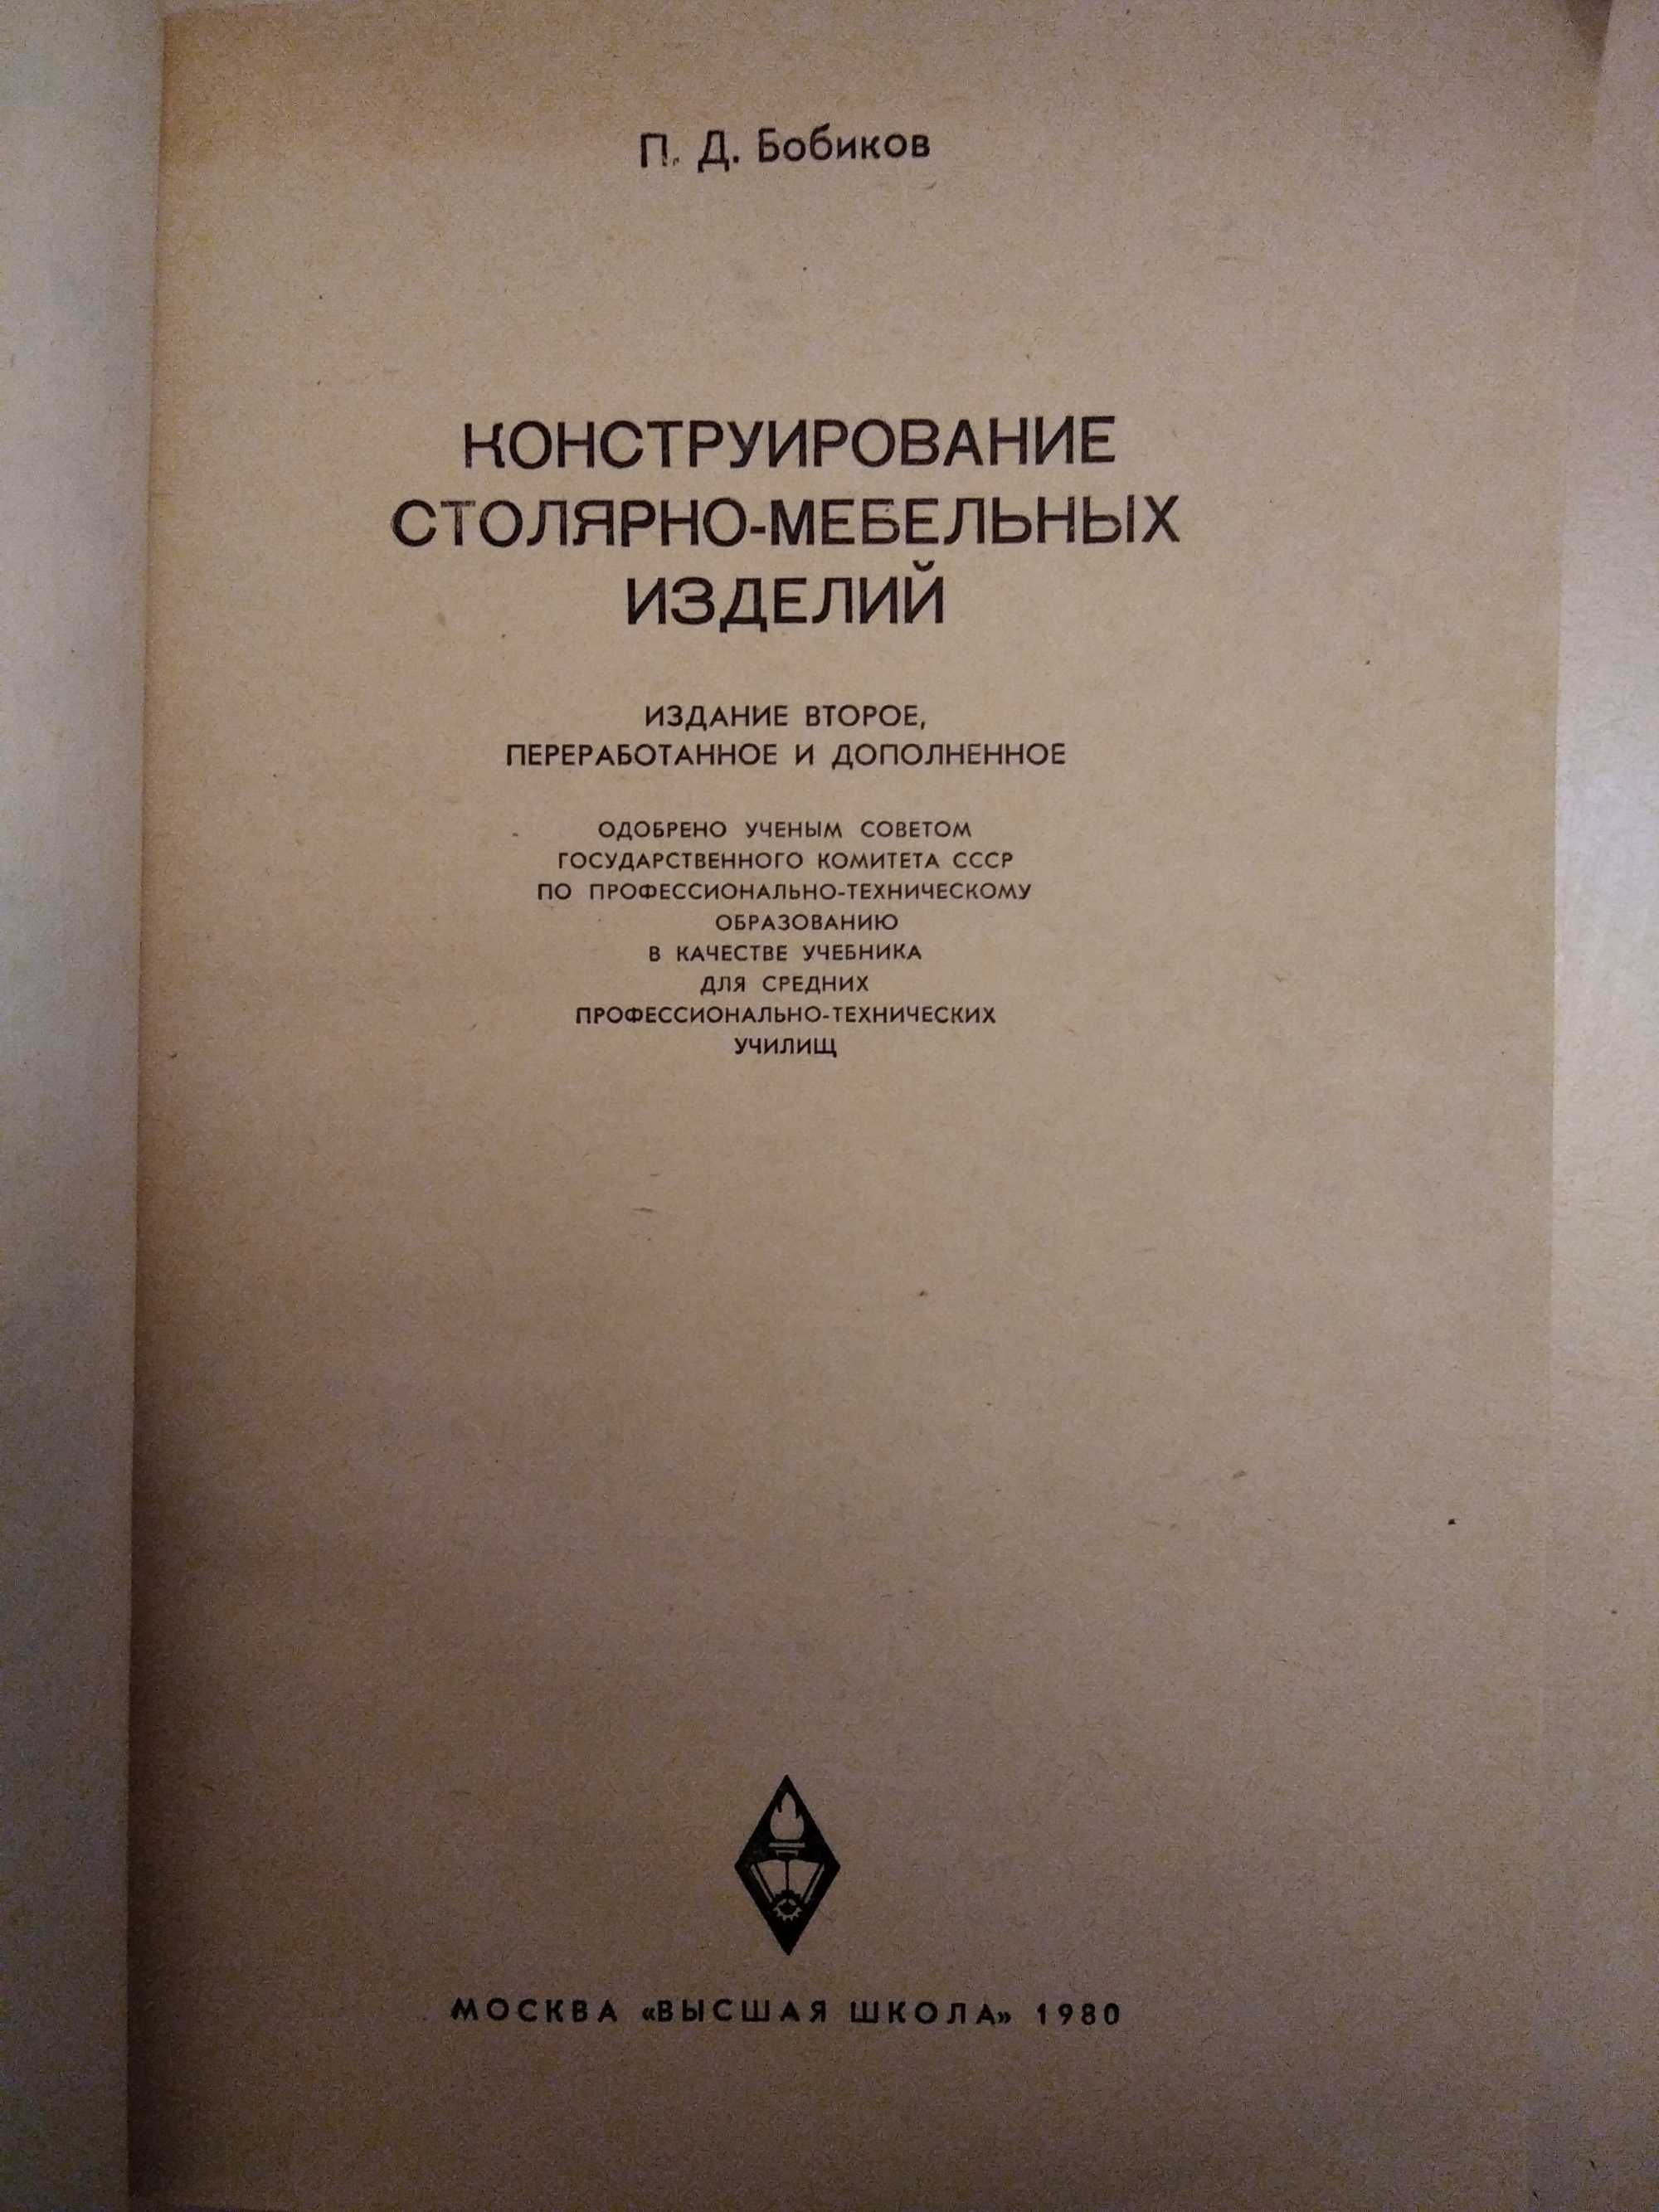 П. Д. Бобиков
КОНСТРУИРОВАНИЕ
СТОЛЯРНО-МЕБЕЛЬНЫХ
ИЗДЕЛИЙ
ИЗДАНИЕ ВТОРОЕ,
ПЕРЕРАБОТАННОЕ И ДОПОЛНЕННОЕ
ОДОБРЕНО УЧЕНЫМ СОВЕТОМ
ГОСУДАРСТВЕННОГО КОМИТЕТА СССР
ПО ПРОФЕССИОНАЛЬНО-ТЕХНИЧЕСКОМУ
ОБРАЗОВАНИЮ
В КАЧЕСТВЕ УЧЕБНИКА
ДЛЯ СРЕДНИХ
ПРОФЕССИОНАЛЬНО-ТЕХНИЧЕСКИХ
УЧИЛИЩ
МОСКВА «ВЫСШАЯ ШКОЛА» 1980